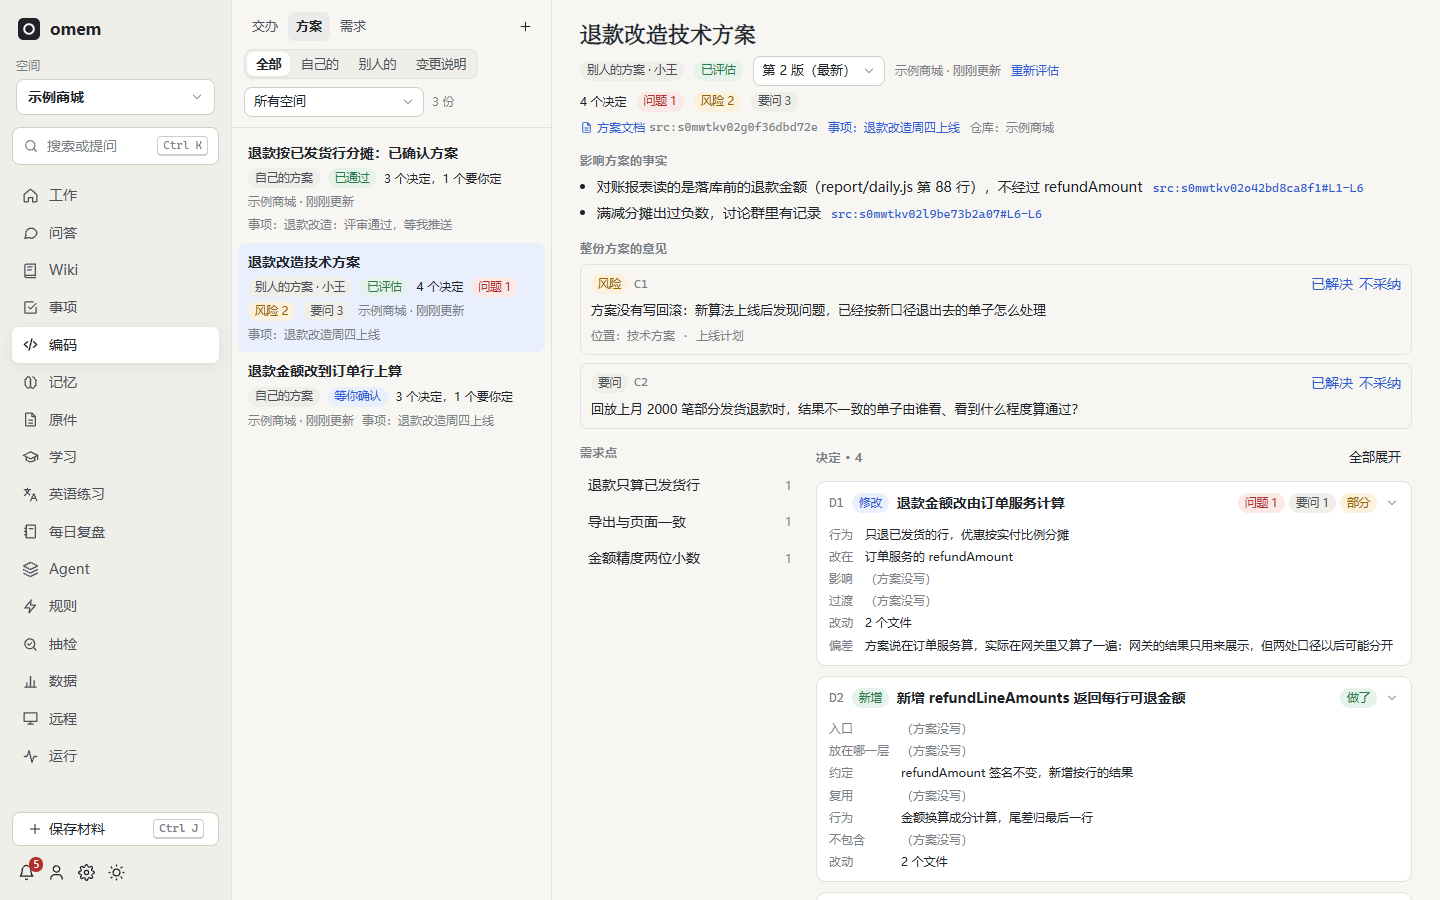 omem
空间
示例商城
搜索或提问 Ctrl K
工作
问答
Wiki
事项
编码
记忆
原件
学习
英语练习
每日复盘
Agent
规则
抽检
数据
远程
运行
保存材料 Ctrl J
5
交办 方案 需求
全部 自己的 别人的 变更说明
所有空间 3 份
退款按已发货行分摊：已确认方案
自己的方案 已通过 3 个决定，1 个要你定
示例商城 · 刚刚更新
事项：退款改造：评审通过，等我推送
退款改造技术方案
别人的方案 · 小王 已评估 4 个决定 问题 1
风险 2 要问 3 示例商城 · 刚刚更新
事项：退款改造周四上线
退款金额改到订单行上算
自己的方案 等你确认 3 个决定，1 个要你定
示例商城 · 刚刚更新 事项：退款改造周四上线
退款改造技术方案
别人的方案 · 小王 已评估 第 2 版（最新） 示例商城 · 刚刚更新 重新评估
4 个决定 问题 1 风险 2 要问 3
方案文档 src:s0mwtkv02g0f36dbd72e 事项：退款改造周四上线 仓库：示例商城
影响方案的事实
对账报表读的是落库前的退款金额（report/daily.js 第 88 行），不经过 refundAmount src:s0mwtkv02o42bd8ca8f1#L1-L6
满减分摊出过负数，讨论群里有记录 src:s0mwtkv02l9be73b2a07#L6-L6
整份方案的意见
风险 C1 已解决 不采纳
方案没有写回滚：新算法上线后发现问题，已经按新口径退出去的单子怎么处理
位置：技术方案 · 上线计划
要问 C2 已解决 不采纳
回放上月 2000 笔部分发货退款时，结果不一致的单子由谁看、看到什么程度算通过？
需求点
退款只算已发货行 1
导出与页面一致 1
金额精度两位小数 1
决定 • 4 全部展开
D1 修改 退款金额改由订单服务计算 问题 1 要问 1 部分
行为 只退已发货的行，优惠按实付比例分摊
改在 订单服务的 refundAmount
影响 （方案没写）
过渡 （方案没写）
改动 2 个文件
偏差 方案说在订单服务算，实际在网关里又算了一遍：网关的结果只用来展示，但两处口径以后可能分开
D2 新增 新增 refundLineAmounts 返回每行可退金额 做了
入口 （方案没写）
放在哪一层 （方案没写）
约定 refundAmount 签名不变，新增按行的结果
复用 （方案没写）
行为 金额换算成分计算，尾差归最后一行
不包含 （方案没写）
改动 2 个文件